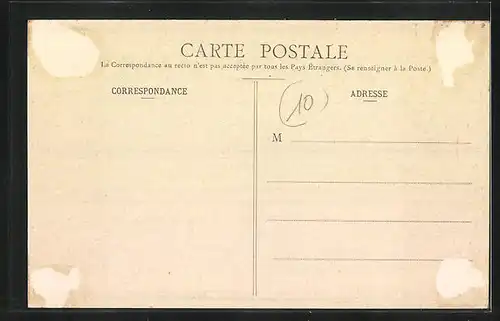 CARTE POSTALE
La Correspondance au recto n'est pas acceptée par tous les Pays Étrangers. (Se renseigner à la Poste.)
CORRESPONDANCE
(10)
ADRESSE
M